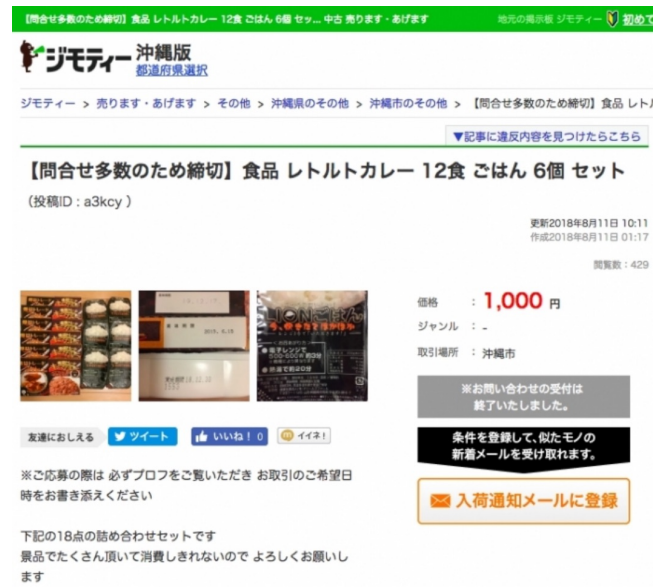 【問合せ多数のため締切】食品 レトルトカレー 12食 ごはん 6個 セッ... 中古 売ります・あげます
地元の掲示板 ジモティー 初めて
ジモティー 沖縄版
都道府県選択
ジモティー > 売ります・あげます > その他 > 沖縄県のその他 > 沖縄市のその他 > 【問合せ多数のため締切】食品 レト
▼記事に違反内容を見つけたらこちら
【問合せ多数のため締切】食品 レトルトカレー 12食 ごはん 6個 セット
（投稿ID : a3kcy ）
更新2018年8月11日 10:11
作成2018年8月11日 01:17
閲覧数：429
LIONごはん
電子レンジで
価格 ： 1,000 円
ジャンル ： -
取引場所 ： 沖縄市
※お問い合わせの受付は
終了いたしました。
条件を登録して、似たモノの
新着メールを受け取れます。
入荷通知メールに登録
友達におしえる ツイート いいね！ 0 イイネ！
※ご応募の際は 必ずプロフをご覧いただき お取引のご希望日
時をお書き添えください
下記の18点の詰め合わせセットです
景品でたくさん頂いて消費しきれないので よろしくお願いし
ます